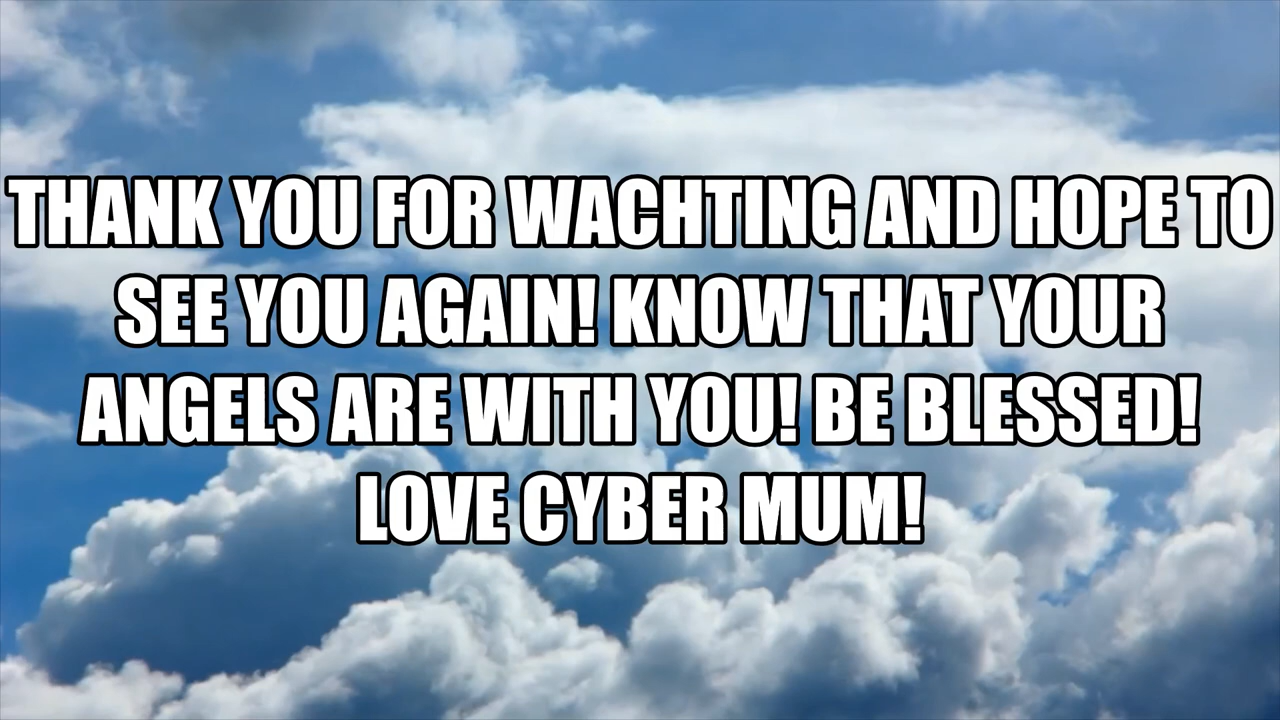 THANK YOU FOR WACHTING AND HOPE TO
SEE YOU AGAIN! KNOW THAT YOUR
ANGELS ARE WITH YOU! BE BLESSED!
LOVE CYBER MUM!